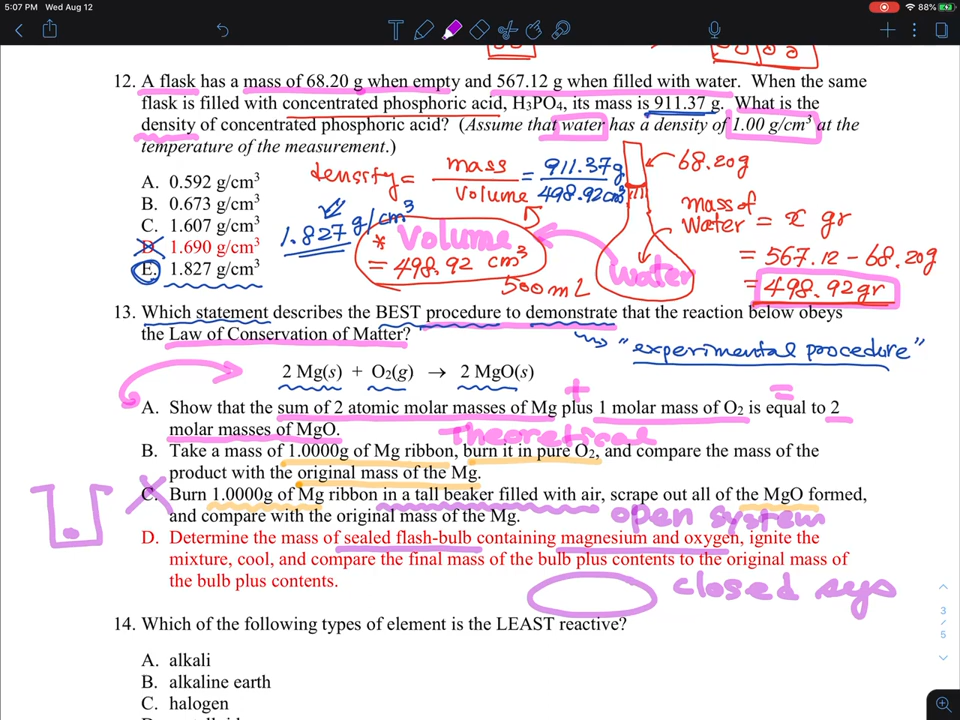 5:07 PM Wed Aug 12
88%
12. A flask has a mass of 68.20 g when empty and 567.12 g when filled with water. When the same
flask is filled with concentrated phosphoric acid, H3PO4, its mass is 911.37 g. What is the
density of concentrated phosphoric acid? (Assume that water has a density of 1.00 g/cm³ at the
temperature of the measurement.)
density = mass / volume = 911.37g / 498.92cm³
68.20g
A. 0.592 g/cm³
B. 0.673 g/cm³
C. 1.607 g/cm³
D. 1.690 g/cm³
E. 1.827 g/cm³
1.827 g/cm³
* Volume
= 498.92 cm³
500mL
water
mass of
water = x gr
= 567.12 - 68.20g
= 498.92gr
13. Which statement describes the BEST procedure to demonstrate that the reaction below obeys
the Law of Conservation of Matter?
"experimental procedure"
2 Mg(s) + O2(g) → 2 MgO(s)
+ =
A. Show that the sum of 2 atomic molar masses of Mg plus 1 molar mass of O2 is equal to 2
molar masses of MgO.
Theoretical
B. Take a mass of 1.0000g of Mg ribbon, burn it in pure O2, and compare the mass of the
product with the original mass of the Mg.
C. Burn 1.0000g of Mg ribbon in a tall beaker filled with air, scrape out all of the MgO formed,
and compare with the original mass of the Mg.
open system
D. Determine the mass of sealed flash-bulb containing magnesium and oxygen, ignite the
mixture, cool, and compare the final mass of the bulb plus contents to the original mass of
the bulb plus contents.
closed sys
14. Which of the following types of element is the LEAST reactive?
A. alkali
B. alkaline earth
C. halogen
3
/
5